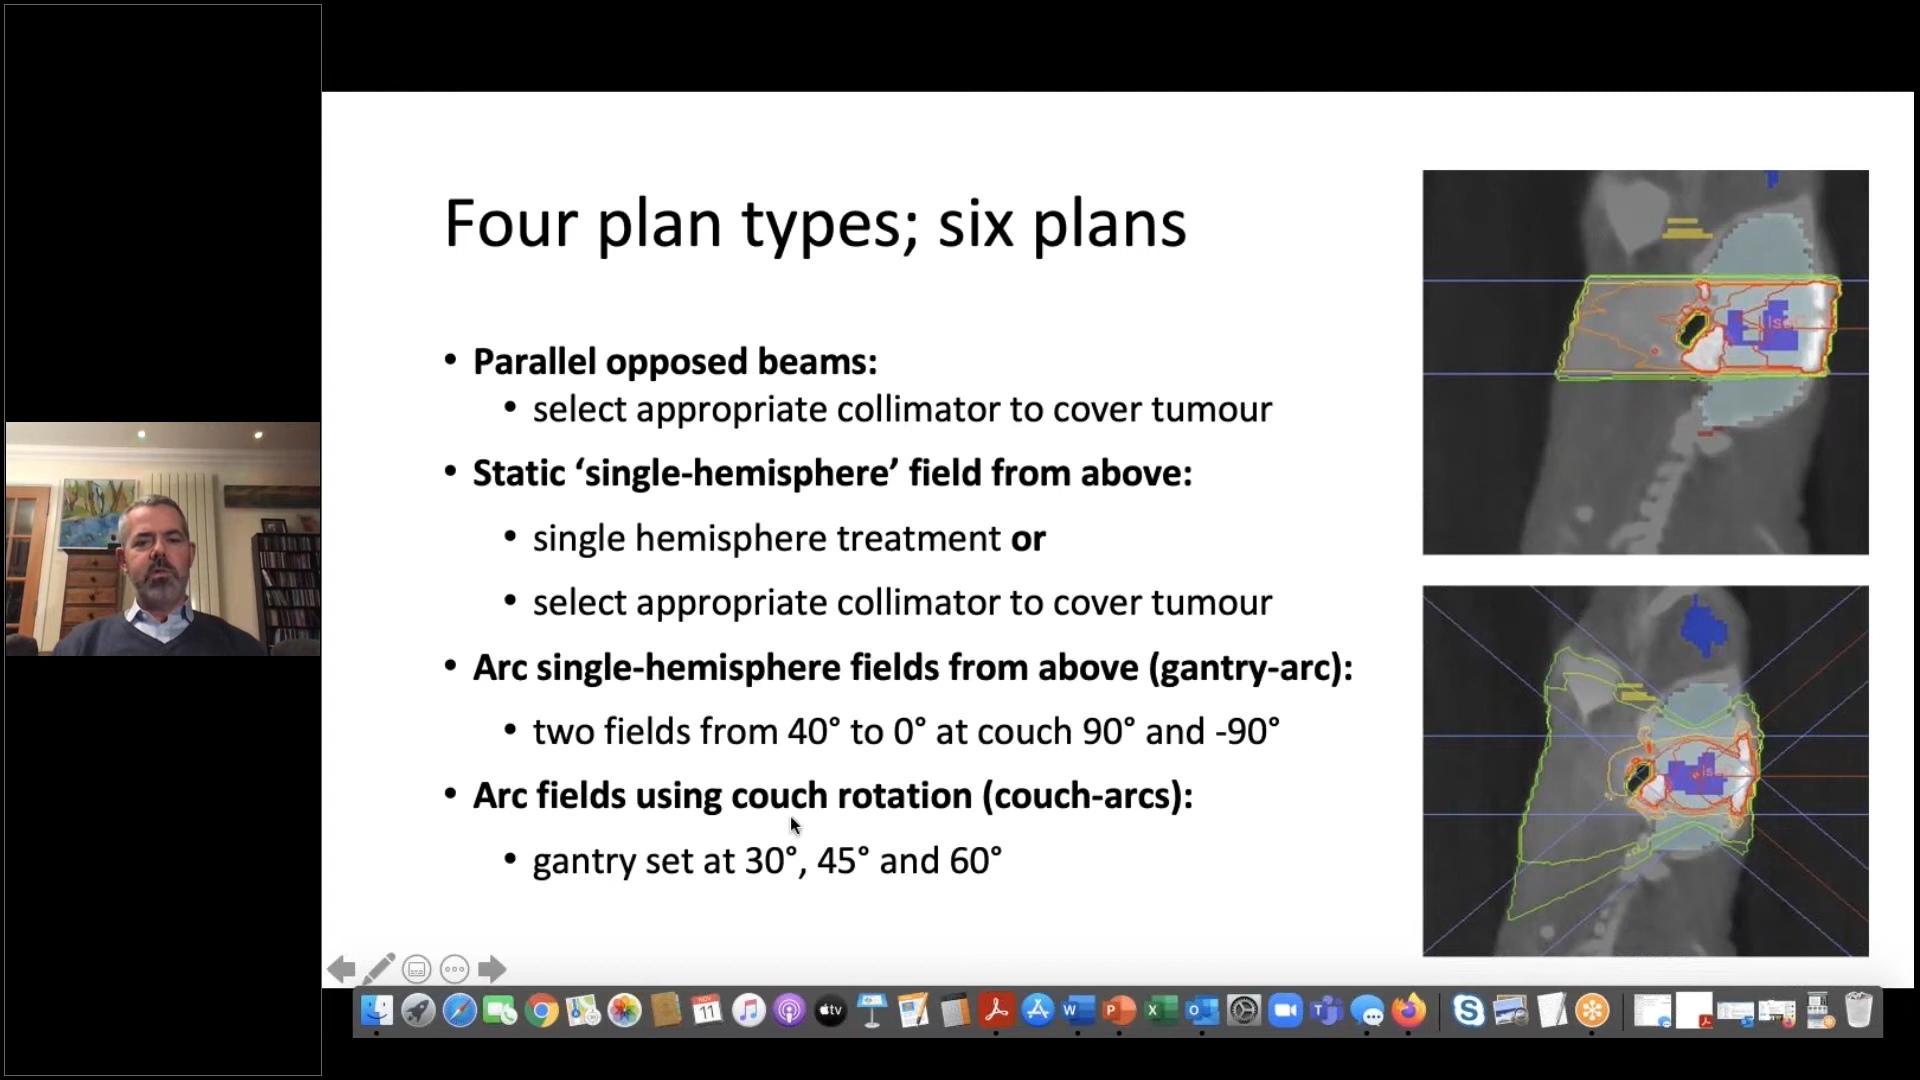 Four plan types; six plans
• Parallel opposed beams:
• select appropriate collimator to cover tumour
• Static ‘single-hemisphere’ field from above:
• single hemisphere treatment or
• select appropriate collimator to cover tumour
• Arc single-hemisphere fields from above (gantry-arc):
• two fields from 40° to 0° at couch 90° and -90°
• Arc fields using couch rotation (couch-arcs):
• gantry set at 30°, 45° and 60°
NOV
11
tv
W
P
X
O
T
S